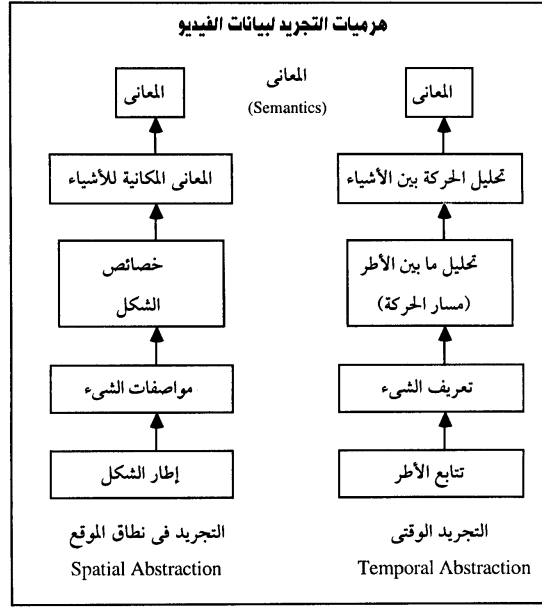 هرميات التجريد لبيانات الفيديو
المعانى
(Semantics)
المعانى
تحليل الحركة بين الأشياء
تحليل ما بين الأطر
(مسار الحركة)
تعريف الشىء
تتابع الأطر
التجريد الوقتى
Temporal Abstraction
المعانى
المعانى المكانية للأشياء
خصائص
الشكل
مواصفات الشىء
إطار الشكل
التجريد فى نطاق الموقع
Spatial Abstraction